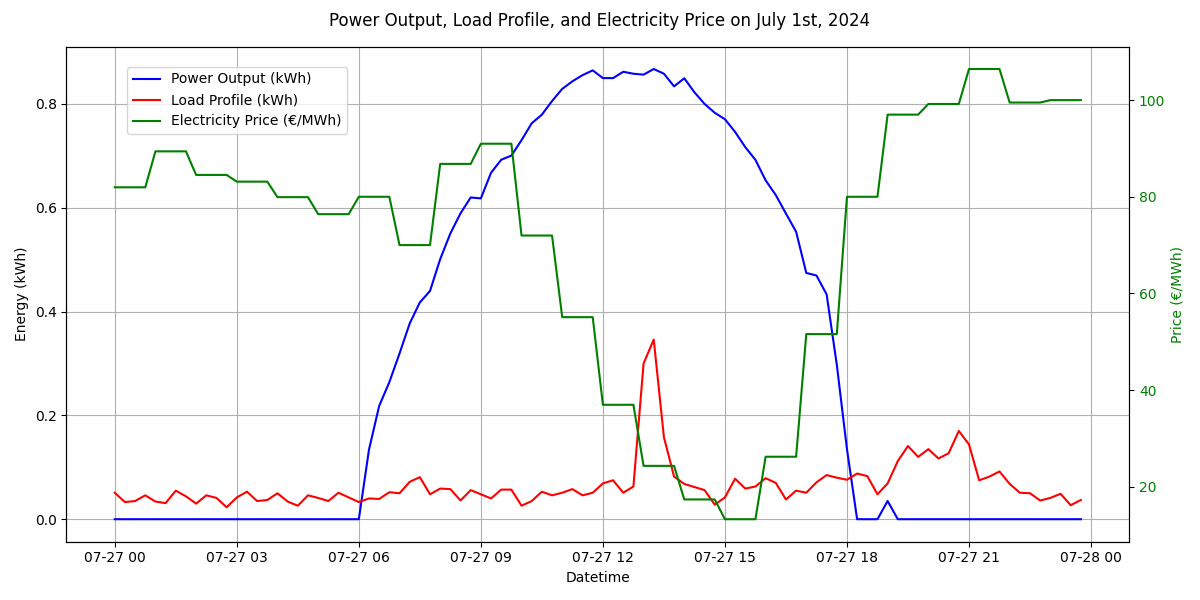 Power Output, Load Profile, and Electricity Price on July 1st, 2024
Power Output (kWh)
Load Profile (kWh)
Electricity Price (€/MWh)
Energy (kWh)
0.8
0.6
0.4
0.2
0.0
100
80
60
40
20
Price (€/MWh)
07-27 00
07-27 03
07-27 06
07-27 09
07-27 12
07-27 15
07-27 18
07-27 21
07-28 00
Datetime